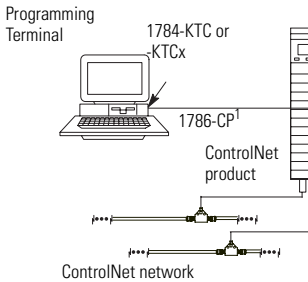 Programming
Terminal
1784-KTC or
-KTCx
1786-CP1
ControlNet
product
ControlNet network